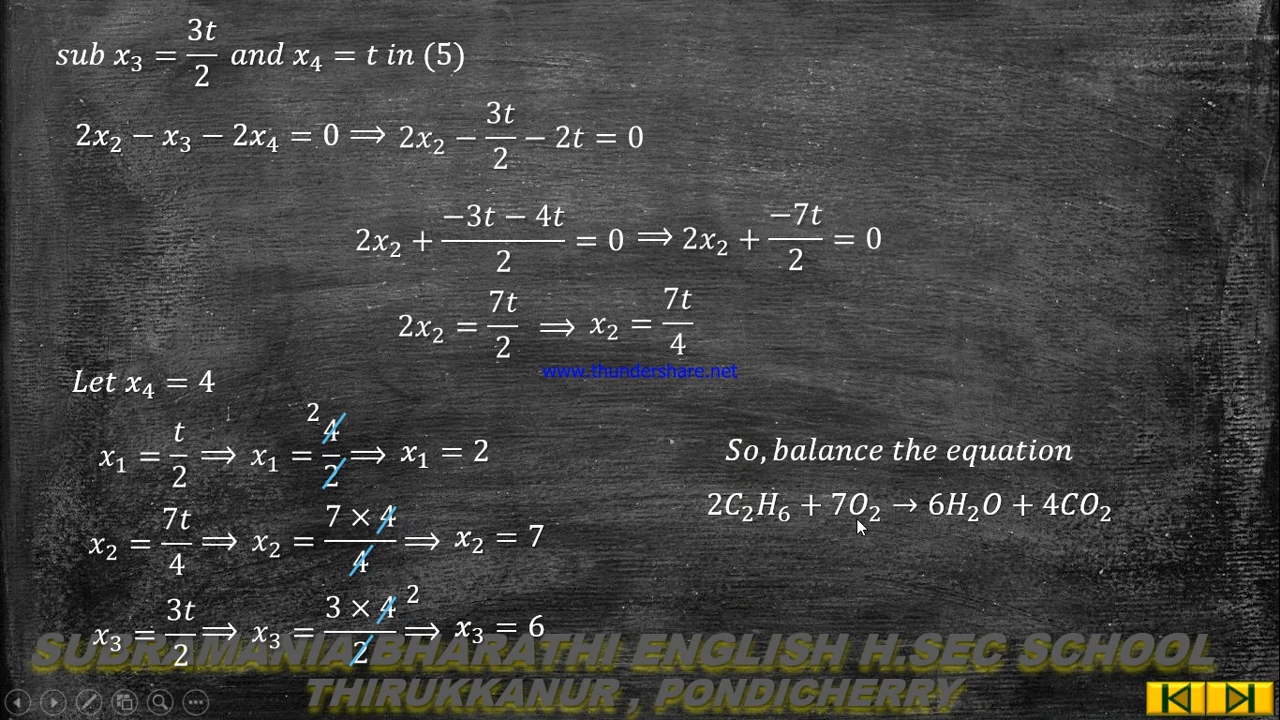 sub x₃ = 3t/2 and x₄ = t in (5)
2x₂ − x₃ − 2x₄ = 0 ⟹ 2x₂ − 3t/2 − 2t = 0
2x₂ + (−3t − 4t)/2 = 0 ⟹ 2x₂ + (−7t)/2 = 0
2x₂ = 7t/2 ⟹ x₂ = 7t/4
www.thundershare.net
Let x₄ = 4
x₁ = t/2 ⟹ x₁ = 4/2 2 ⟹ x₁ = 2
x₂ = 7t/4 ⟹ x₂ = (7 × 4)/4 ⟹ x₂ = 7
x₃ = 3t/2 ⟹ x₃ = (3 × 4)/2 2 ⟹ x₃ = 6
So, balance the equation
2C₂H₆ + 7O₂ → 6H₂O + 4CO₂
SUBRAMANIA BHARATHI ENGLISH H.SEC SCHOOL
THIRUKKANUR , PONDICHERRY